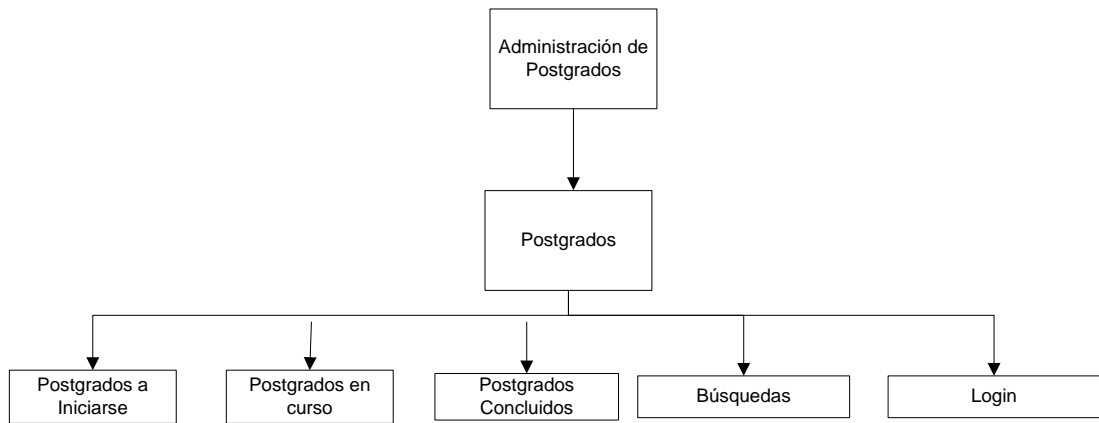 Administración de
Postgrados
Postgrados
Postgrados a
Iniciarse
Postgrados en
curso
Postgrados
Concluidos
Búsquedas
Login